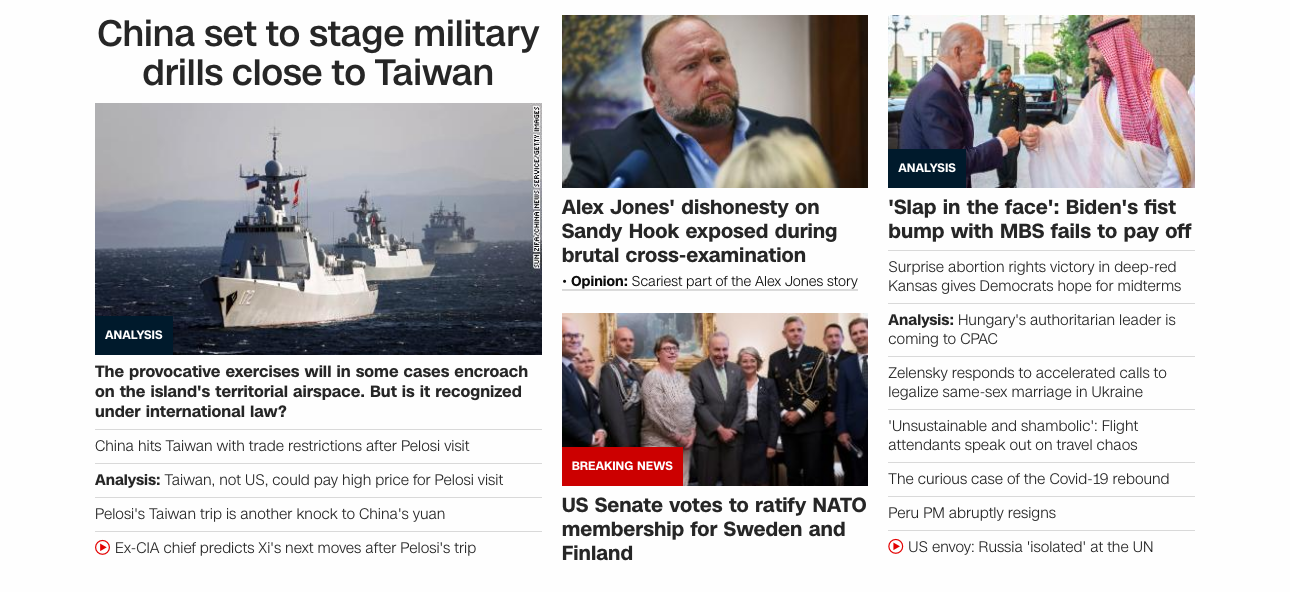 China set to stage military
drills close to Taiwan
SUN ZIFA/CHINA NEWS SERVICE/GETTY IMAGES
172
ANALYSIS
The provocative exercises will in some cases encroach
on the island's territorial airspace. But is it recognized
under international law?
China hits Taiwan with trade restrictions after Pelosi visit
Analysis: Taiwan, not US, could pay high price for Pelosi visit
Pelosi's Taiwan trip is another knock to China's yuan
Ex-CIA chief predicts Xi's next moves after Pelosi's trip
Alex Jones' dishonesty on
Sandy Hook exposed during
brutal cross-examination
• Opinion: Scariest part of the Alex Jones story
BREAKING NEWS
US Senate votes to ratify NATO
membership for Sweden and
Finland
ANALYSIS
'Slap in the face': Biden's fist
bump with MBS fails to pay off
Surprise abortion rights victory in deep-red
Kansas gives Democrats hope for midterms
Analysis: Hungary's authoritarian leader is
coming to CPAC
Zelensky responds to accelerated calls to
legalize same-sex marriage in Ukraine
'Unsustainable and shambolic': Flight
attendants speak out on travel chaos
The curious case of the Covid-19 rebound
Peru PM abruptly resigns
US envoy: Russia 'isolated' at the UN